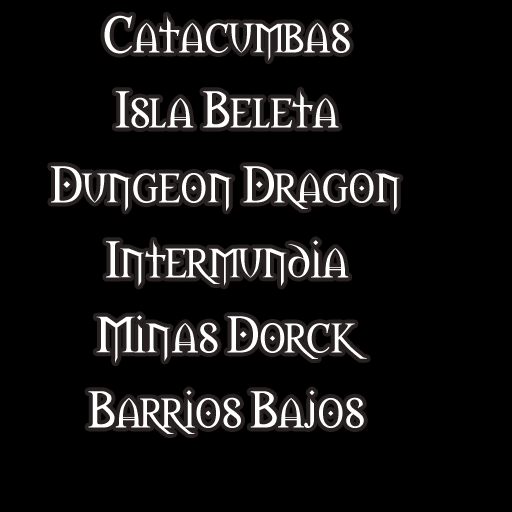 Catacumbas
Isla Beleta
Dungeon Dragon
Intermundia
Minas Dorck
Barrios Bajos